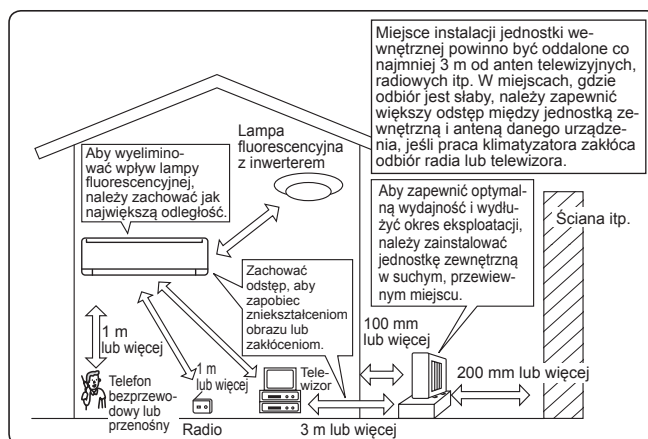 Miejsce instalacji jednostki we-
wnętrznej powinno być oddalone co
najmniej 3 m od anten telewizyjnych,
radiowych itp. W miejscach, gdzie
odbiór jest słaby, należy zapewnić
większy odstęp między jednostką ze-
wnętrzną i anteną danego urządze-
nia, jeśli praca klimatyzatora zakłóca
odbiór radia lub telewizora.
Lampa
fluorescencyjna
z inwerterem
Aby wyelimino-
wać wpływ lampy
fluorescencyjnej,
należy zachować jak
największą odległość.
Aby zapewnić optymal-
ną wydajność i wydłu-
żyć okres eksploatacji,
należy zainstalować
jednostkę zewnętrzną
w suchym, przewiew-
nym miejscu.
Ściana itp.
Zachować
odstęp, aby
zapobiec
zniekształceniom
obrazu lub
zakłóceniom.
1 m
lub więcej
100 mm
lub więcej
1 m
lub więcej
Tele-
wizor
200 mm lub więcej
Telefon
bezprzewo-
dowy lub
przenośny
Radio
3 m lub więcej